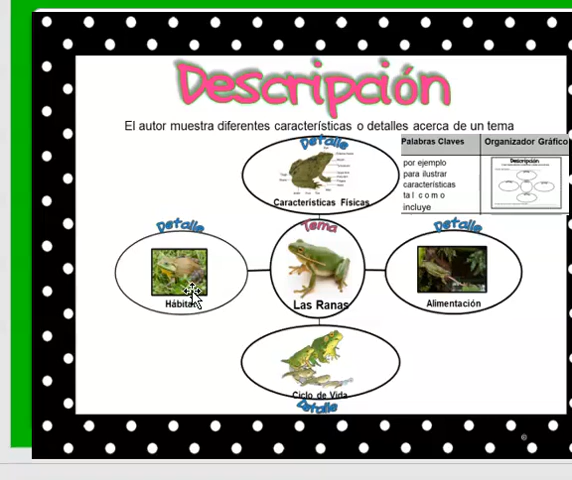 Descripción
El autor muestra diferentes características o detalles acerca de un tema
Palabras Claves
Organizador Gráfico
por ejemplo
para ilustrar
características
tal como
incluye
Detalle
Características Físicas
Detalle
Hábitat
Tema
Las Ranas
Detalle
Alimentación
Ciclo de Vida
Detalle